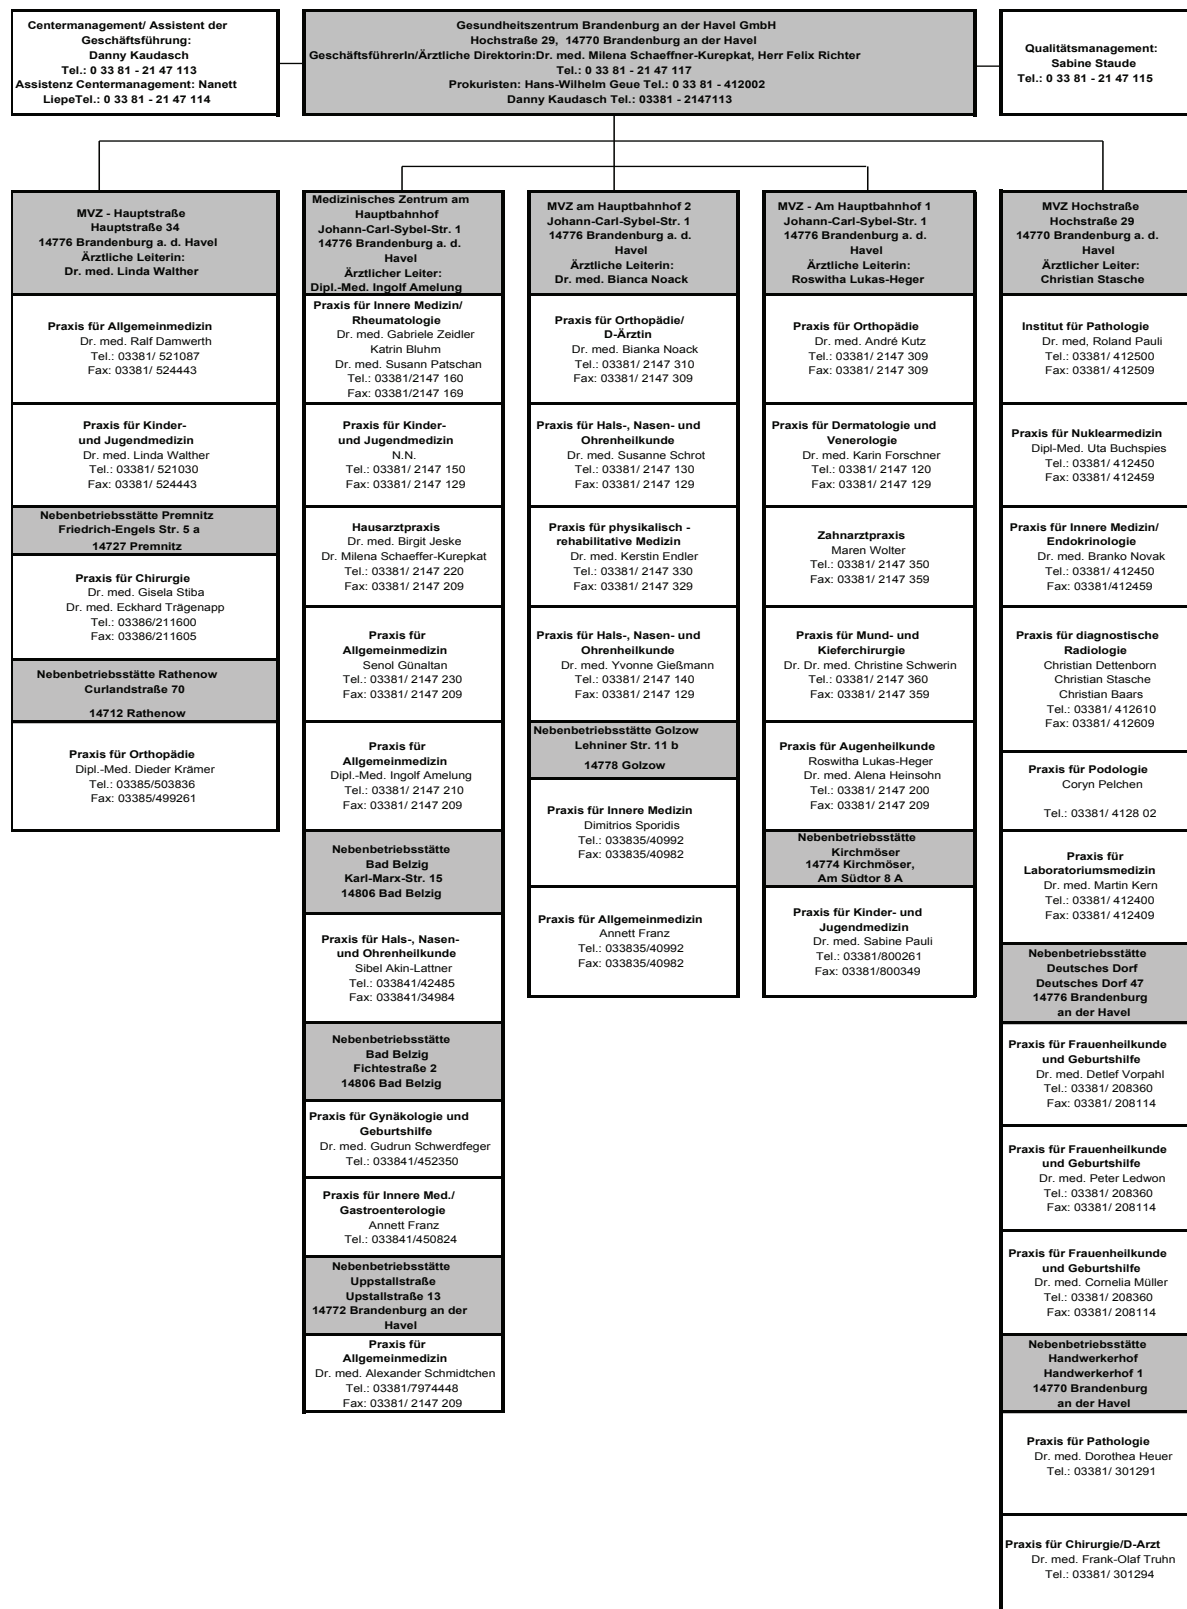 Centermanagement/ Assistent der
Geschäftsführung:
Danny Kaudasch
Tel.: 0 33 81 - 21 47 113
Assistenz Centermanagement: Nanett
LiepeTel.: 0 33 81 - 21 47 114
Gesundheitszentrum Brandenburg an der Havel GmbH
Hochstraße 29, 14770 Brandenburg an der Havel
GeschäftsführerIn/Ärztliche Direktorin:Dr. med. Milena Schaeffner-Kurepkat, Herr Felix Richter
Tel.: 0 33 81 - 21 47 117
Prokuristen: Hans-Wilhelm Geue Tel.: 0 33 81 - 412002
Danny Kaudasch Tel.: 03381 - 2147113
Qualitätsmanagement:
Sabine Staude
Tel.: 0 33 81 - 21 47 115
MVZ - Hauptstraße
Hauptstraße 34
14776 Brandenburg a. d. Havel
Ärztliche Leiterin:
Dr. med. Linda Walther
Praxis für Allgemeinmedizin
Dr. med. Ralf Damwerth
Tel.: 03381/ 521087
Fax: 03381/ 524443
Praxis für Kinder-
und Jugendmedizin
Dr. med. Linda Walther
Tel.: 03381/ 521030
Fax: 03381/ 524443
Nebenbetriebsstätte Premnitz
Friedrich-Engels Str. 5 a
14727 Premnitz
Praxis für Chirurgie
Dr. med. Gisela Stiba
Dr. med. Eckhard Trägenapp
Tel.: 03386/211600
Fax: 03386/211605
Nebenbetriebsstätte Rathenow
Curlandstraße 70
14712 Rathenow
Praxis für Orthopädie
Dipl.-Med. Dieder Krämer
Tel.: 03385/503836
Fax: 03385/499261
Medizinisches Zentrum am
Hauptbahnhof
Johann-Carl-Sybel-Str. 1
14776 Brandenburg a. d.
Havel
Ärztlicher Leiter:
Dipl.-Med. Ingolf Amelung
Praxis für Innere Medizin/
Rheumatologie
Dr. med. Gabriele Zeidler
Katrin Bluhm
Dr. med. Susann Patschan
Tel.: 03381/2147 160
Fax: 03381/2147 169
Praxis für Kinder-
und Jugendmedizin
N.N.
Tel.: 03381/ 2147 150
Fax: 03381/ 2147 129
Hausarztpraxis
Dr. med. Birgit Jeske
Dr. Milena Schaeffer-Kurepkat
Tel.: 03381/ 2147 220
Fax: 03381/ 2147 209
Praxis für
Allgemeinmedizin
Senol Günaltan
Tel.: 03381/ 2147 230
Fax: 03381/ 2147 209
Praxis für
Allgemeinmedizin
Dipl.-Med. Ingolf Amelung
Tel.: 03381/ 2147 210
Fax: 03381/ 2147 209
Nebenbetriebsstätte
Bad Belzig
Karl-Marx-Str. 15
14806 Bad Belzig
Praxis für Hals-, Nasen-
und Ohrenheilkunde
Sibel Akin-Lattner
Tel.: 033841/42485
Fax: 033841/34984
Nebenbetriebsstätte
Bad Belzig
Fichtestraße 2
14806 Bad Belzig
Praxis für Gynäkologie und
Geburtshilfe
Dr. med. Gudrun Schwerdfeger
Tel.: 033841/452350
Praxis für Innere Med./
Gastroenterologie
Annett Franz
Tel.: 033841/450824
Nebenbetriebsstätte
Uppstallstraße
Upstallstraße 13
14772 Brandenburg an der
Havel
Praxis für
Allgemeinmedizin
Dr. med. Alexander Schmidtchen
Tel.: 03381/7974448
Fax: 03381/ 2147 209
MVZ am Hauptbahnhof 2
Johann-Carl-Sybel-Str. 1
14776 Brandenburg a. d.
Havel
Ärztliche Leiterin:
Dr. med. Bianca Noack
Praxis für Orthopädie/
D-Ärztin
Dr. med. Bianka Noack
Tel.: 03381/ 2147 310
Fax: 03381/ 2147 309
Praxis für Hals-, Nasen- und
Ohrenheilkunde
Dr. med. Susanne Schrot
Tel.: 03381/ 2147 130
Fax: 03381/ 2147 129
Praxis für physikalisch -
rehabilitative Medizin
Dr. med. Kerstin Endler
Tel.: 03381/ 2147 330
Fax: 03381/ 2147 329
Praxis für Hals-, Nasen- und
Ohrenheilkunde
Dr. med. Yvonne Gießmann
Tel.: 03381/ 2147 140
Fax: 03381/ 2147 129
Nebenbetriebsstätte Golzow
Lehniner Str. 11 b
14778 Golzow
Praxis für Innere Medizin
Dimitrios Sporidis
Tel.: 033835/40992
Fax: 033835/40982
Praxis für Allgemeinmedizin
Annett Franz
Tel.: 033835/40992
Fax: 033835/40982
MVZ - Am Hauptbahnhof 1
Johann-Carl-Sybel-Str. 1
14776 Brandenburg a. d.
Havel
Ärztliche Leiterin:
Roswitha Lukas-Heger
Praxis für Orthopädie
Dr. med. André Kutz
Tel.: 03381/ 2147 309
Fax: 03381/ 2147 309
Praxis für Dermatologie und
Venerologie
Dr. med. Karin Forschner
Tel.: 03381/ 2147 120
Fax: 03381/ 2147 129
Zahnarztpraxis
Maren Wolter
Tel.: 03381/ 2147 350
Fax: 03381/ 2147 359
Praxis für Mund- und
Kieferchirurgie
Dr. Dr. med. Christine Schwerin
Tel.: 03381/ 2147 360
Fax: 03381/ 2147 359
Praxis für Augenheilkunde
Roswitha Lukas-Heger
Dr. med. Alena Heinsohn
Tel.: 03381/ 2147 200
Fax: 03381/ 2147 209
Nebenbetriebsstätte
Kirchmöser
14774 Kirchmöser,
Am Südtor 8 A
Praxis für Kinder- und
Jugendmedizin
Dr. med. Sabine Pauli
Tel.: 03381/800261
Fax: 03381/800349
MVZ Hochstraße
Hochstraße 29
14770 Brandenburg a. d.
Havel
Ärztlicher Leiter:
Christian Stasche
Institut für Pathologie
Dr. med, Roland Pauli
Tel.: 03381/ 412500
Fax: 03381/ 412509
Praxis für Nuklearmedizin
Dipl-Med. Uta Buchspies
Tel.: 03381/ 412450
Fax: 03381/ 412459
Praxis für Innere Medizin/
Endokrinologie
Dr. med. Branko Novak
Tel.: 03381/ 412450
Fax: 03381/412459
Praxis für diagnostische
Radiologie
Christian Dettenborn
Christian Stasche
Christian Baars
Tel.: 03381/ 412610
Fax: 03381/ 412609
Praxis für Podologie
Coryn Pelchen
Tel.: 03381/ 4128 02
Praxis für
Laboratoriumsmedizin
Dr. med. Martin Kern
Tel.: 03381/ 412400
Fax: 03381/ 412409
Nebenbetriebsstätte
Deutsches Dorf
Deutsches Dorf 47
14776 Brandenburg
an der Havel
Praxis für Frauenheilkunde
und Geburtshilfe
Dr. med. Detlef Vorpahl
Tel.: 03381/ 208360
Fax: 03381/ 208114
Praxis für Frauenheilkunde
und Geburtshilfe
Dr. med. Peter Ledwon
Tel.: 03381/ 208360
Fax: 03381/ 208114
Praxis für Frauenheilkunde
und Geburtshilfe
Dr. med. Cornelia Müller
Tel.: 03381/ 208360
Fax: 03381/ 208114
Nebenbetriebsstätte
Handwerkerhof
Handwerkerhof 1
14770 Brandenburg
an der Havel
Praxis für Pathologie
Dr. med. Dorothea Heuer
Tel.: 03381/ 301291
Praxis für Chirurgie/D-Arzt
Dr. med. Frank-Olaf Truhn
Tel.: 03381/ 301294